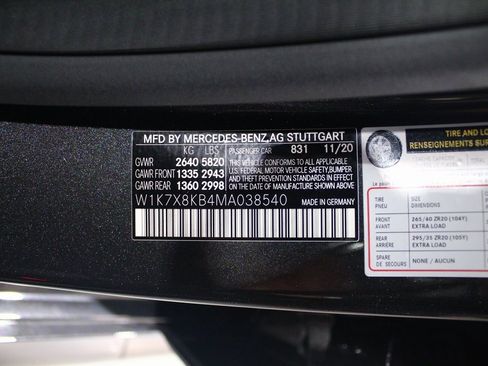 MFD BY MERCEDES-BENZ,AG STUTTGART
KG LBS PASSENGER CAR 831 11/20
GVWR 2640 5820 THIS VEHICLE CONFORMS TO ALL APPLICABLE
GAWR FRONT 1335 2943 U.S. FEDERAL MOTOR VEHICLE SAFETY,BUMPER
AND THEFT PREVENTION STANDARDS IN EFFECT
GAWR REAR 1360 2998 ON THE DATE OF MANUFACTURE SHOWN ABOVE
W1K7X8KB4MA038540 MADE IN GERMANY
TIRE AND LO
RENSEIGNEMENTS SUR
TIRE
PNEU
SIZE
DIMENSIONS
FRONT
AVANT
265/40 ZR20 (104Y)
EXTRA LOAD
REAR
ARRIÈRE
295/35 ZR20 (105Y)
EXTRA LOAD
SPARE
DE SECOURS
NONE / AUCUN